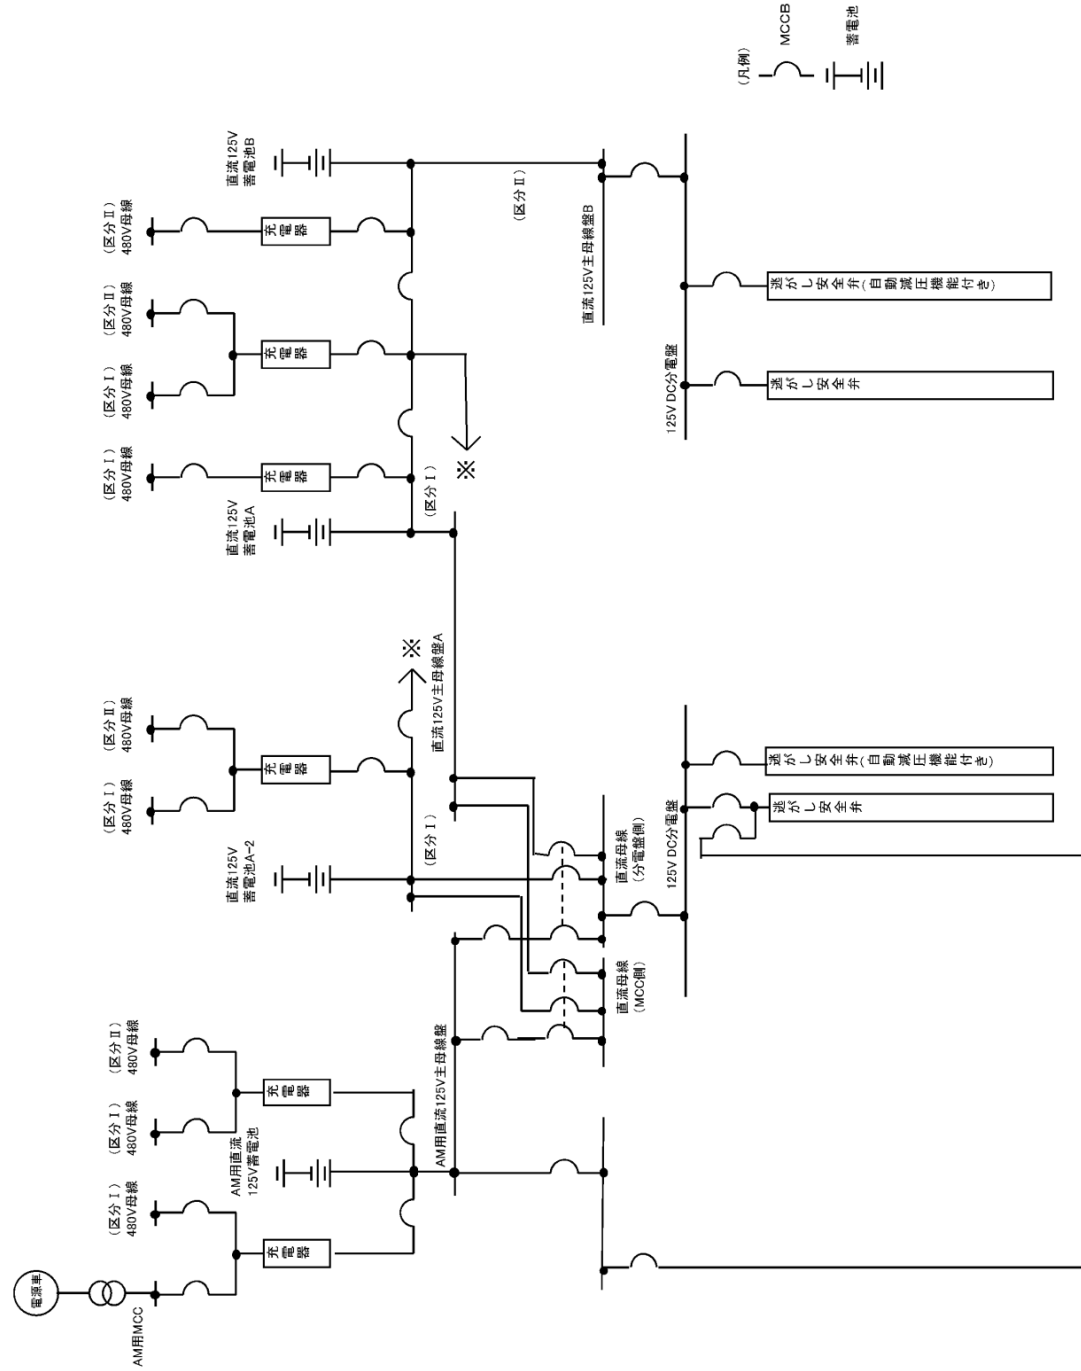 電源車
AM用MCC
(区分Ⅰ)
480V母線
充電器
(区分Ⅰ)
480V母線
(区分Ⅱ)
480V母線
充電器
AM用直流
125V蓄電池
AM用直流125V主母線盤
(区分Ⅰ)
480V母線
(区分Ⅱ)
480V母線
充電器
直流125V
蓄電池A-2
(区分Ⅰ)
※
直流125V主母線盤A
直流母線
(MCC側)
直流母線
(分電盤側)
125V DC分電盤
逃がし安全弁
逃がし安全弁(自動減圧機能付き)
直流125V
蓄電池A
(区分Ⅰ)
480V母線
充電器
(区分Ⅰ)
480V母線
(区分Ⅱ)
480V母線
充電器
(区分Ⅱ)
480V母線
充電器
直流125V
蓄電池B
(区分Ⅰ)
※
(区分Ⅱ)
直流125V主母線盤B
125V DC分電盤
逃がし安全弁
逃がし安全弁(自動減圧機能付き)
(凡例)
MCCB
蓄電池